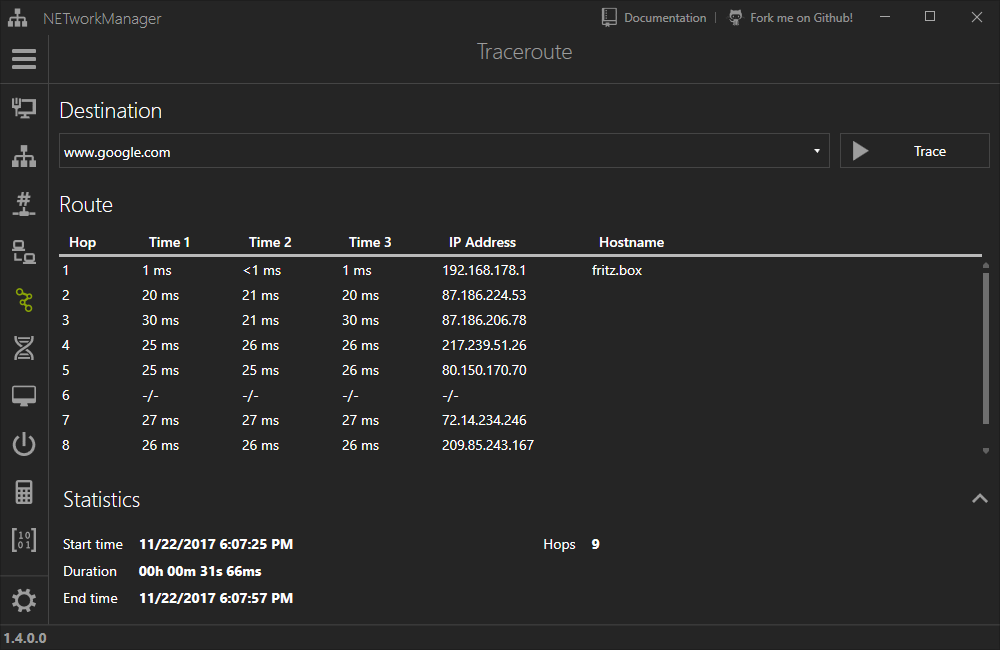 NETworkManager Documentation | Fork me on Github!
Traceroute
Destination
www.google.com Trace
Route
Hop Time 1 Time 2 Time 3 IP Address Hostname
1 1 ms <1 ms 1 ms 192.168.178.1 fritz.box
2 20 ms 21 ms 20 ms 87.186.224.53
3 30 ms 21 ms 30 ms 87.186.206.78
4 25 ms 26 ms 26 ms 217.239.51.26
5 25 ms 25 ms 26 ms 80.150.170.70
6 -/- -/- -/- -/-
7 27 ms 27 ms 27 ms 72.14.234.246
8 26 ms 26 ms 26 ms 209.85.243.167
Statistics
Start time 11/22/2017 6:07:25 PM Hops 9
Duration 00h 00m 31s 66ms
End time 11/22/2017 6:07:57 PM
1.4.0.0